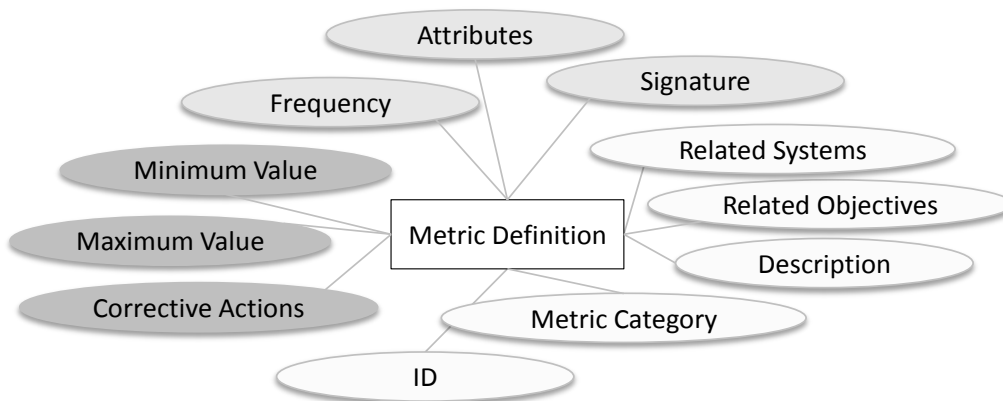 Attributes
Signature
Frequency
Related Systems
Minimum Value
Related Objectives
Metric Definition
Maximum Value
Description
Corrective Actions
Metric Category
ID